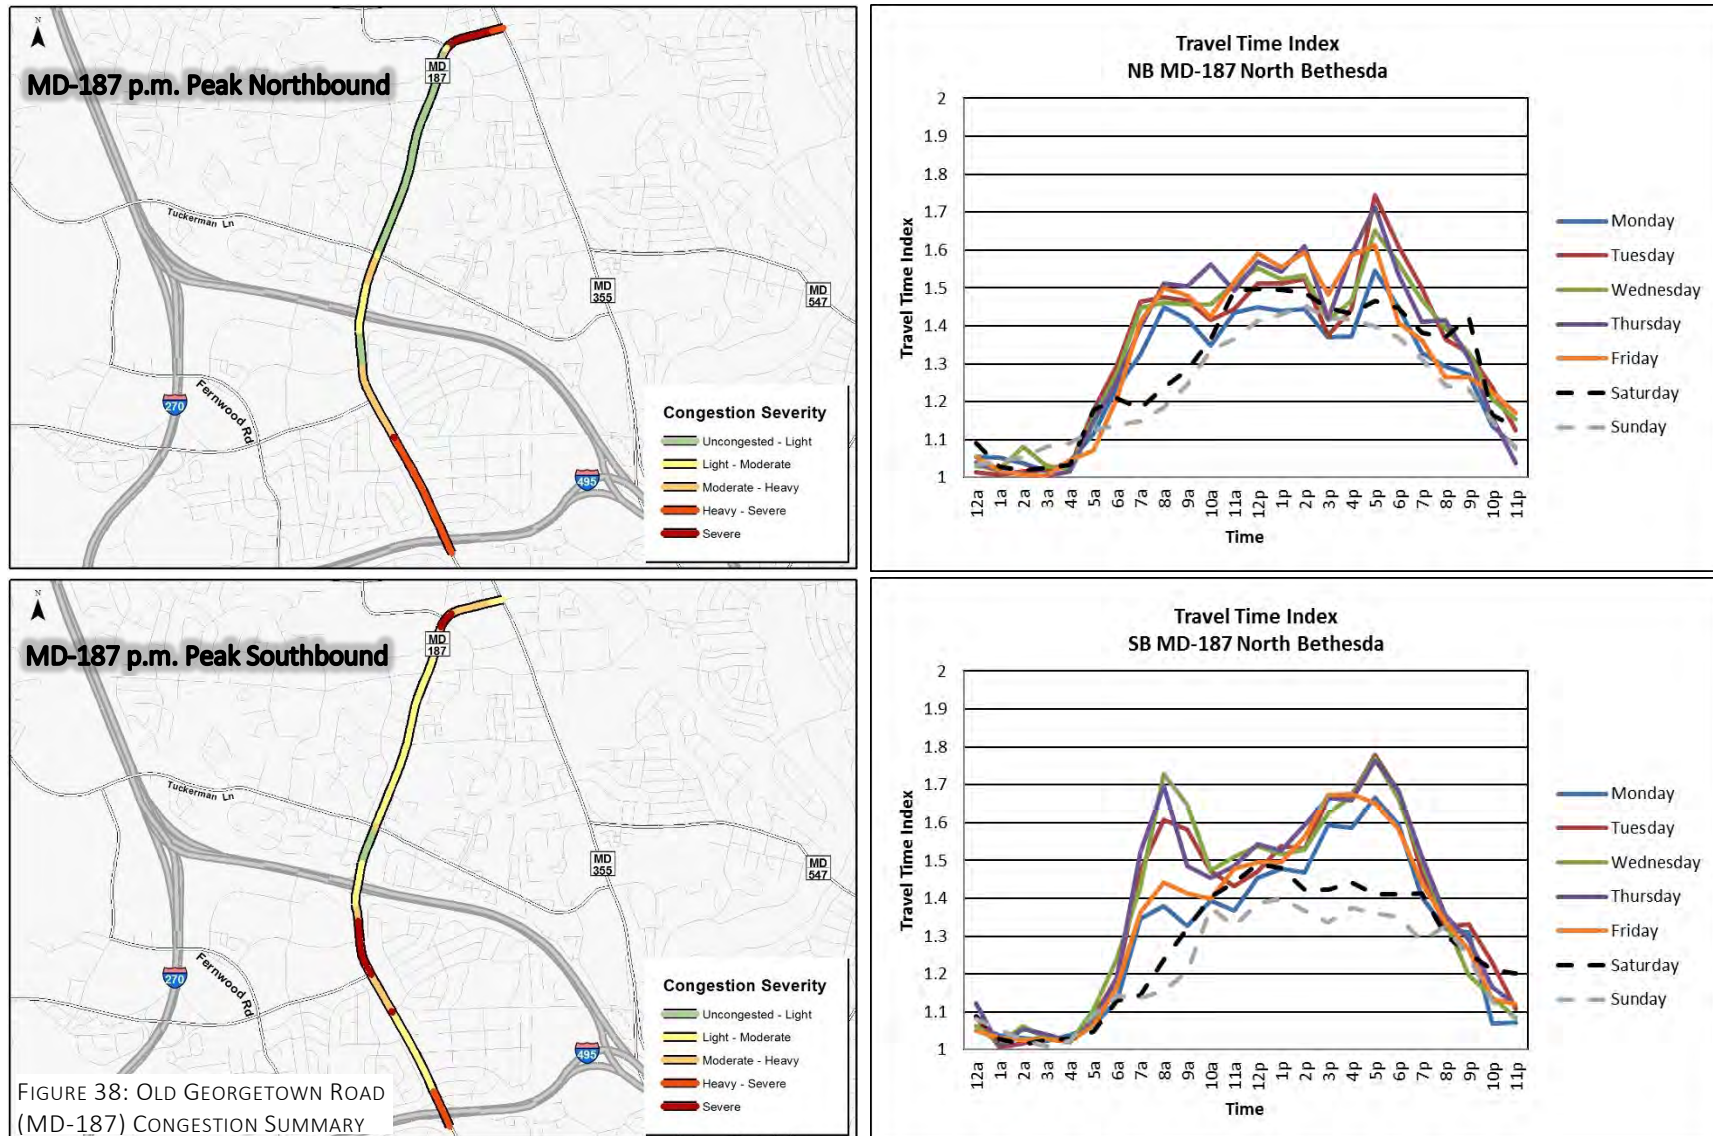 N
MD-187 p.m. Peak Northbound
MD
187
Tuckerman Ln
MD
355
MD
547
Fernwood Rd
270
495
Congestion Severity
Uncongested - Light
Light - Moderate
Moderate - Heavy
Heavy - Severe
Severe
Travel Time Index
NB MD-187 North Bethesda
Travel Time Index
2
1.9
1.8
1.7
1.6
1.5
1.4
1.3
1.2
1.1
1
12a 1a 2a 3a 4a 5a 6a 7a 8a 9a 10a 11a 12p 1p 2p 3p 4p 5p 6p 7p 8p 9p 10p 11p
Time
Monday
Tuesday
Wednesday
Thursday
Friday
Saturday
Sunday
N
MD-187 p.m. Peak Southbound
MD
187
Tuckerman Ln
MD
355
MD
547
Fernwood Rd
270
495
Congestion Severity
Uncongested - Light
Light - Moderate
Moderate - Heavy
Heavy - Severe
Severe
FIGURE 38: OLD GEORGETOWN ROAD
(MD-187) CONGESTION SUMMARY
Travel Time Index
SB MD-187 North Bethesda
Travel Time Index
2
1.9
1.8
1.7
1.6
1.5
1.4
1.3
1.2
1.1
1
12a 1a 2a 3a 4a 5a 6a 7a 8a 9a 10a 11a 12p 1p 2p 3p 4p 5p 6p 7p 8p 9p 10p 11p
Time
Monday
Tuesday
Wednesday
Thursday
Friday
Saturday
Sunday